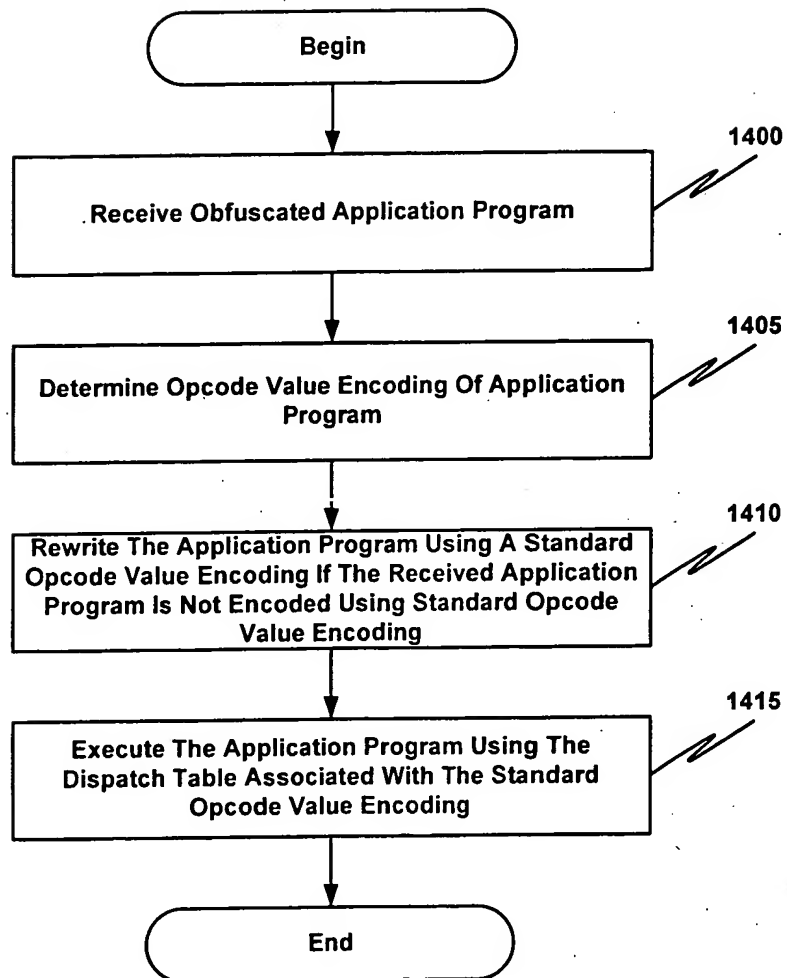 Begin
1400
Receive Obfuscated Application Program
1405
Determine Opcode Value Encoding Of Application
Program
1410
Rewrite The Application Program Using A Standard
Opcode Value Encoding If The Received Application
Program Is Not Encoded Using Standard Opcode
Value Encoding
1415
Execute The Application Program Using The
Dispatch Table Associated With The Standard
Opcode Value Encoding
End